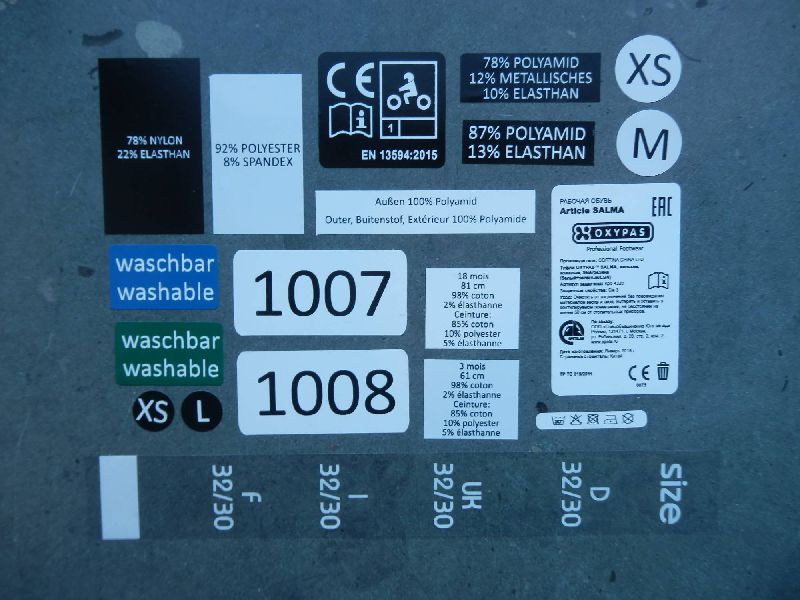 78% NYLON
22% ELASTHAN
92% POLYESTER
8% SPANDEX
CE
i
1
EN 13594:2015
78% POLYAMID
12% METALLISCHES
10% ELASTHAN
XS
87% POLYAMID
13% ELASTHAN
M
Außen 100% Polyamid
Outer, Buitenstof, Extérieur 100% Polyamide
РАБОЧАЯ ОБУВЬ
Article SALMA
EAC
OXYPAS
Professional Footwear
CE
waschbar
washable
1007
18 mois
81 cm
98% coton
2% élasthanne
Ceinture:
85% coton
10% polyester
5% élasthanne
waschbar
washable
1008
3 mois
61 cm
98% coton
2% élasthanne
Ceinture:
85% coton
10% polyester
5% élasthanne
XS
L
Size
D
32/30
UK
32/30
I
32/30
F
32/30